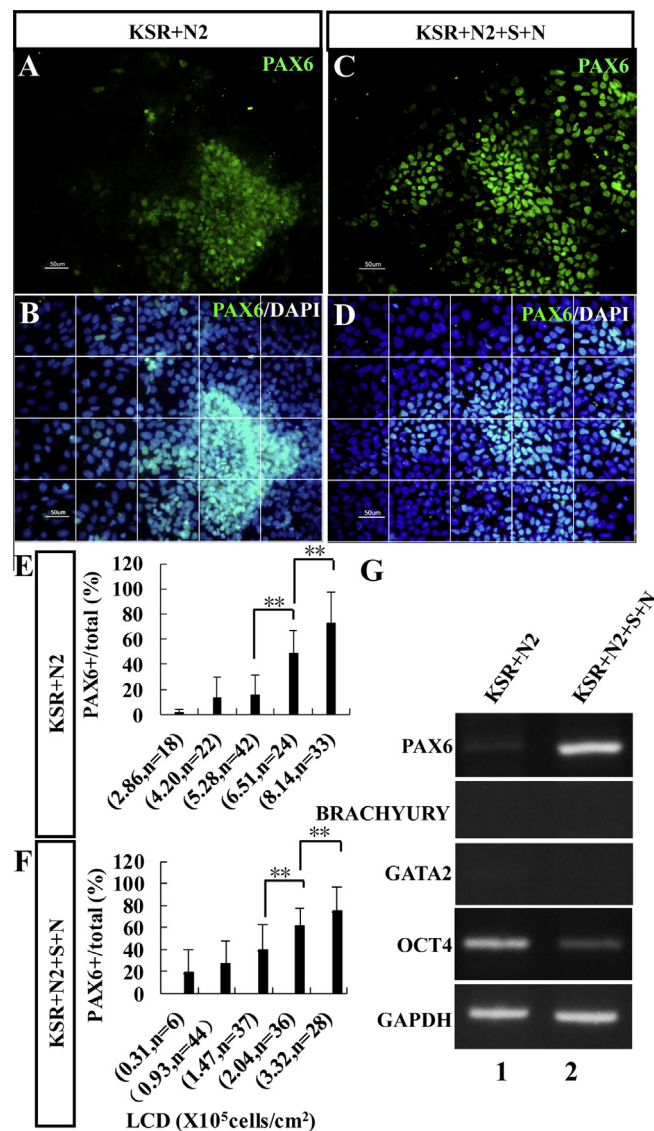 KSR+N2
KSR+N2+S+N
A
PAX6
C
PAX6
50um
50um
B
PAX6/DAPI
D
PAX6/DAPI
50um
50um
E
KSR+N2
PAX6+/total (%)
120
100
80
60
40
20
0
**
**
(2.86,n=18)
(4.20,n=22)
(5.28,n=42)
(6.51,n=24)
(8.14,n=33)
F
KSR+N2+S+N
PAX6+/total (%)
120
100
80
60
40
20
0
**
**
(0.31,n=6)
(0.93,n=44)
(1.47,n=37)
(2.04,n=36)
(3.32,n=28)
LCD (X10⁵cells/cm²)
G
KSR+N2
KSR+N2+S+N
PAX6
BRACHYURY
GATA2
OCT4
GAPDH
1 2